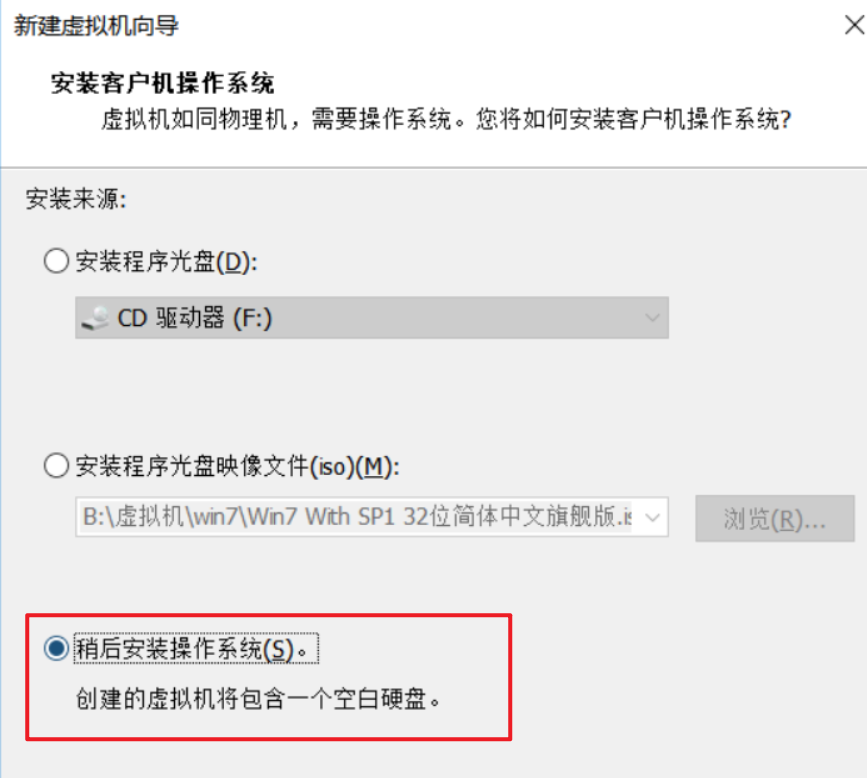 新建虚拟机向导
安装客户机操作系统
虚拟机如同物理机，需要操作系统。您将如何安装客户机操作系统?
安装来源:
安装程序光盘(D):
CD 驱动器 (F:)
安装程序光盘映像文件(iso)(M):
B:\虚拟机\win7\Win7 With SP1 32位简体中文旗舰版.is
浏览(R)...
稍后安装操作系统(S)。
创建的虚拟机将包含一个空白硬盘。